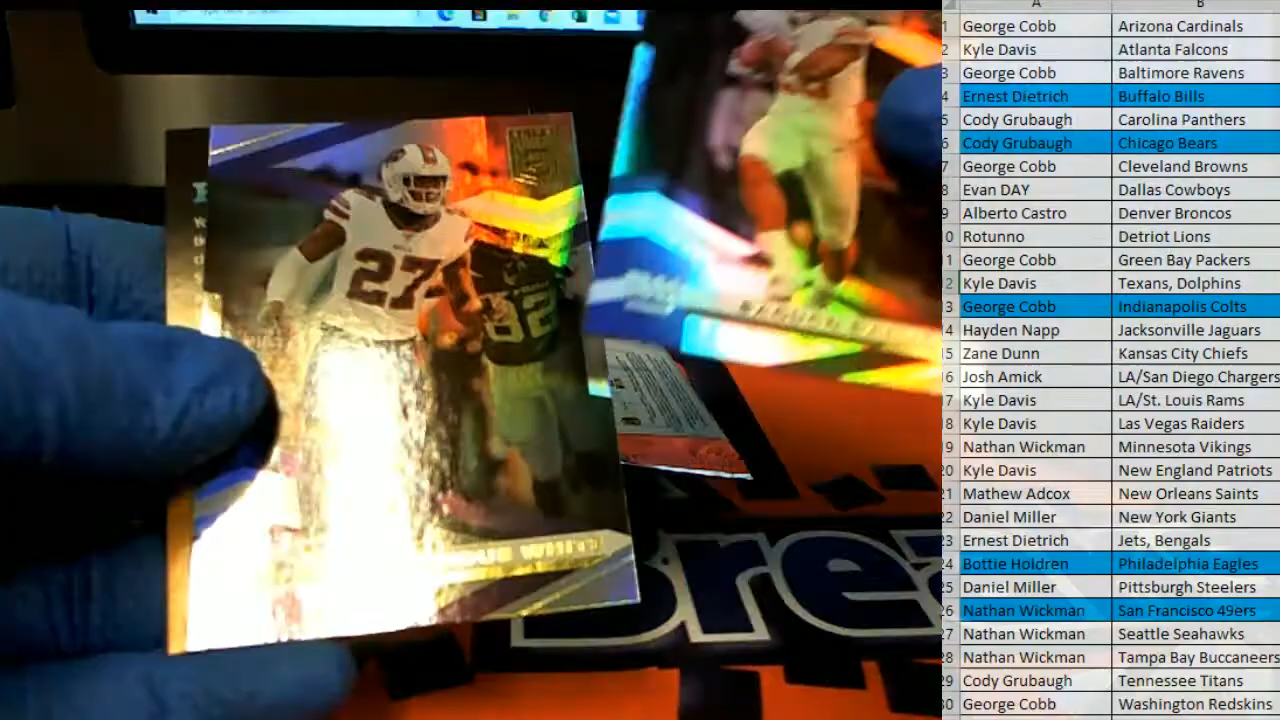 27
82
Brea
A B
1 George Cobb Arizona Cardinals
2 Kyle Davis Atlanta Falcons
3 George Cobb Baltimore Ravens
4 Ernest Dietrich Buffalo Bills
5 Cody Grubaugh Carolina Panthers
6 Cody Grubaugh Chicago Bears
7 George Cobb Cleveland Browns
8 Evan DAY Dallas Cowboys
9 Alberto Castro Denver Broncos
10 Rotunno Detriot Lions
11 George Cobb Green Bay Packers
12 Kyle Davis Texans, Dolphins
13 George Cobb Indianapolis Colts
14 Hayden Napp Jacksonville Jaguars
15 Zane Dunn Kansas City Chiefs
16 Josh Amick LA/San Diego Chargers
17 Kyle Davis LA/St. Louis Rams
18 Kyle Davis Las Vegas Raiders
19 Nathan Wickman Minnesota Vikings
20 Kyle Davis New England Patriots
21 Mathew Adcox New Orleans Saints
22 Daniel Miller New York Giants
23 Ernest Dietrich Jets, Bengals
24 Bottie Holdren Philadelphia Eagles
25 Daniel Miller Pittsburgh Steelers
26 Nathan Wickman San Francisco 49ers
27 Nathan Wickman Seattle Seahawks
28 Nathan Wickman Tampa Bay Buccaneers
29 Cody Grubaugh Tennessee Titans
30 George Cobb Washington Redskins